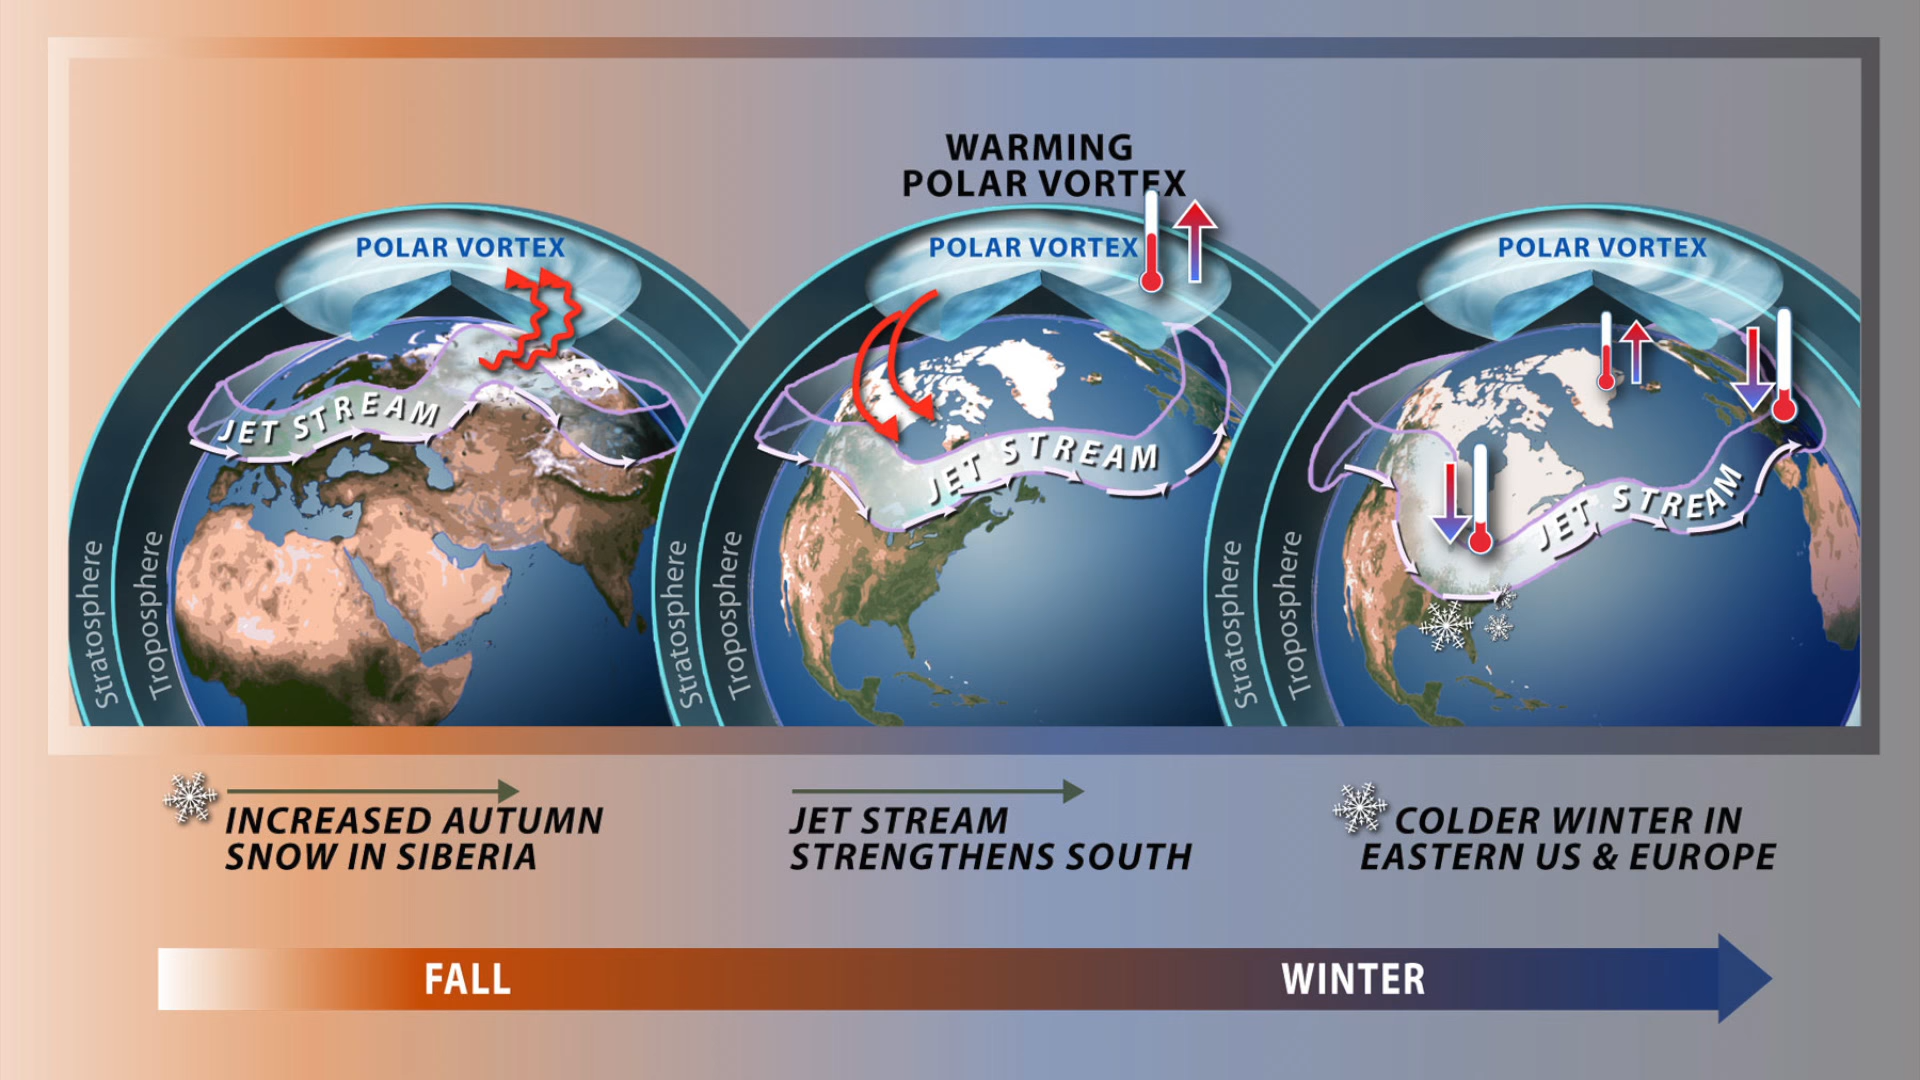 WARMING
POLAR VORTEX
POLAR VORTEX
JET STREAM
Stratosphere
Troposphere
POLAR VORTEX
JET STREAM
Stratosphere
Troposphere
POLAR VORTEX
JET STREAM
Stratosphere
Troposphere
INCREASED AUTUMN
SNOW IN SIBERIA
JET STREAM
STRENGTHENS SOUTH
COLDER WINTER IN
EASTERN US & EUROPE
FALL
WINTER